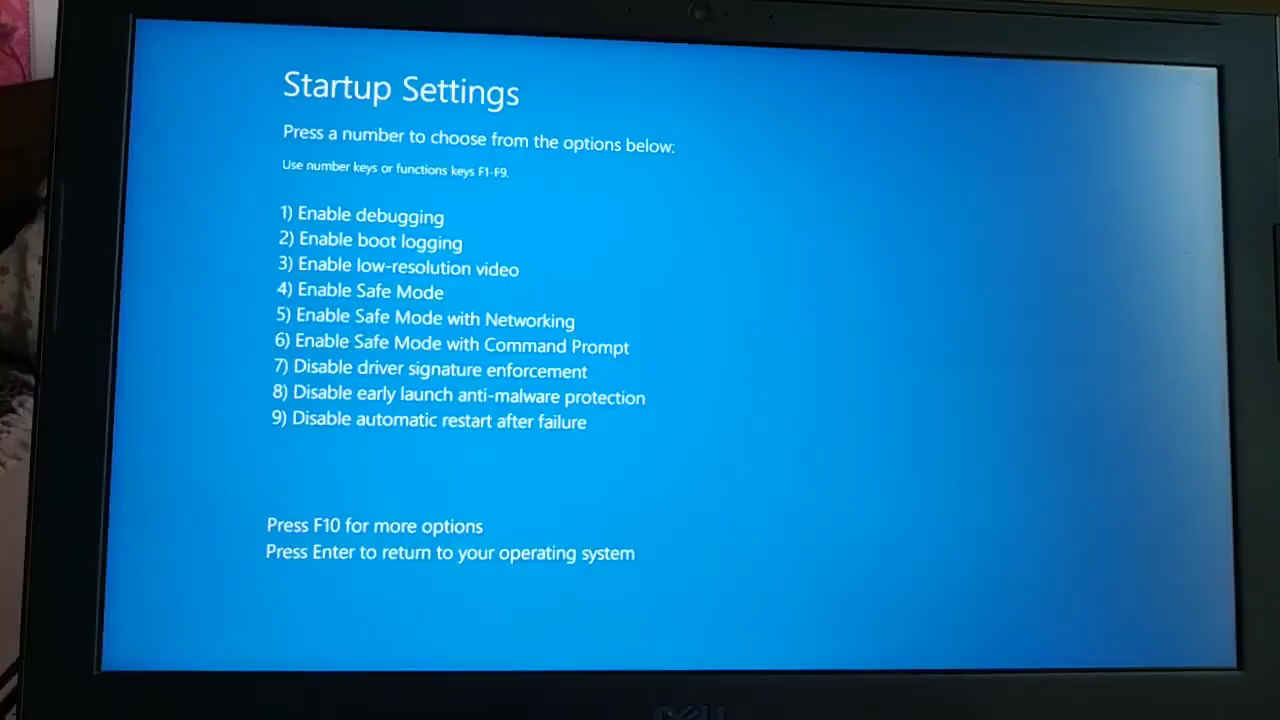 Startup Settings
Press a number to choose from the options below:
Use number keys or functions keys F1-F9.
1) Enable debugging
2) Enable boot logging
3) Enable low-resolution video
4) Enable Safe Mode
5) Enable Safe Mode with Networking
6) Enable Safe Mode with Command Prompt
7) Disable driver signature enforcement
8) Disable early launch anti-malware protection
9) Disable automatic restart after failure
Press F10 for more options
Press Enter to return to your operating system
DELL